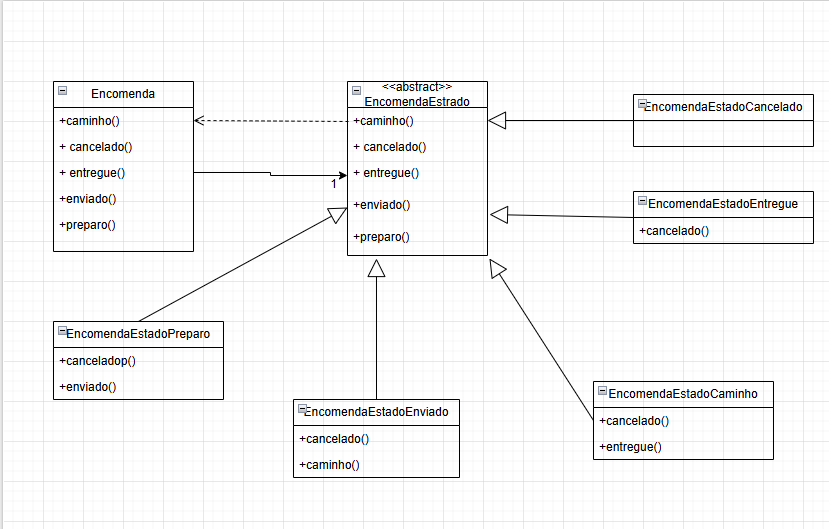 Encomenda
+caminho()
+ cancelado()
+ entregue()
+enviado()
+preparo()
<<abstract>>
EncomendaEstrado
+caminho()
+ cancelado()
+ entregue()
+enviado()
+preparo()
1
EncomendaEstadoCancelado
EncomendaEstadoEntregue
+cancelado()
EncomendaEstadoPreparo
+canceladop()
+enviado()
EncomendaEstadoEnviado
+cancelado()
+caminho()
EncomendaEstadoCaminho
+cancelado()
+entregue()